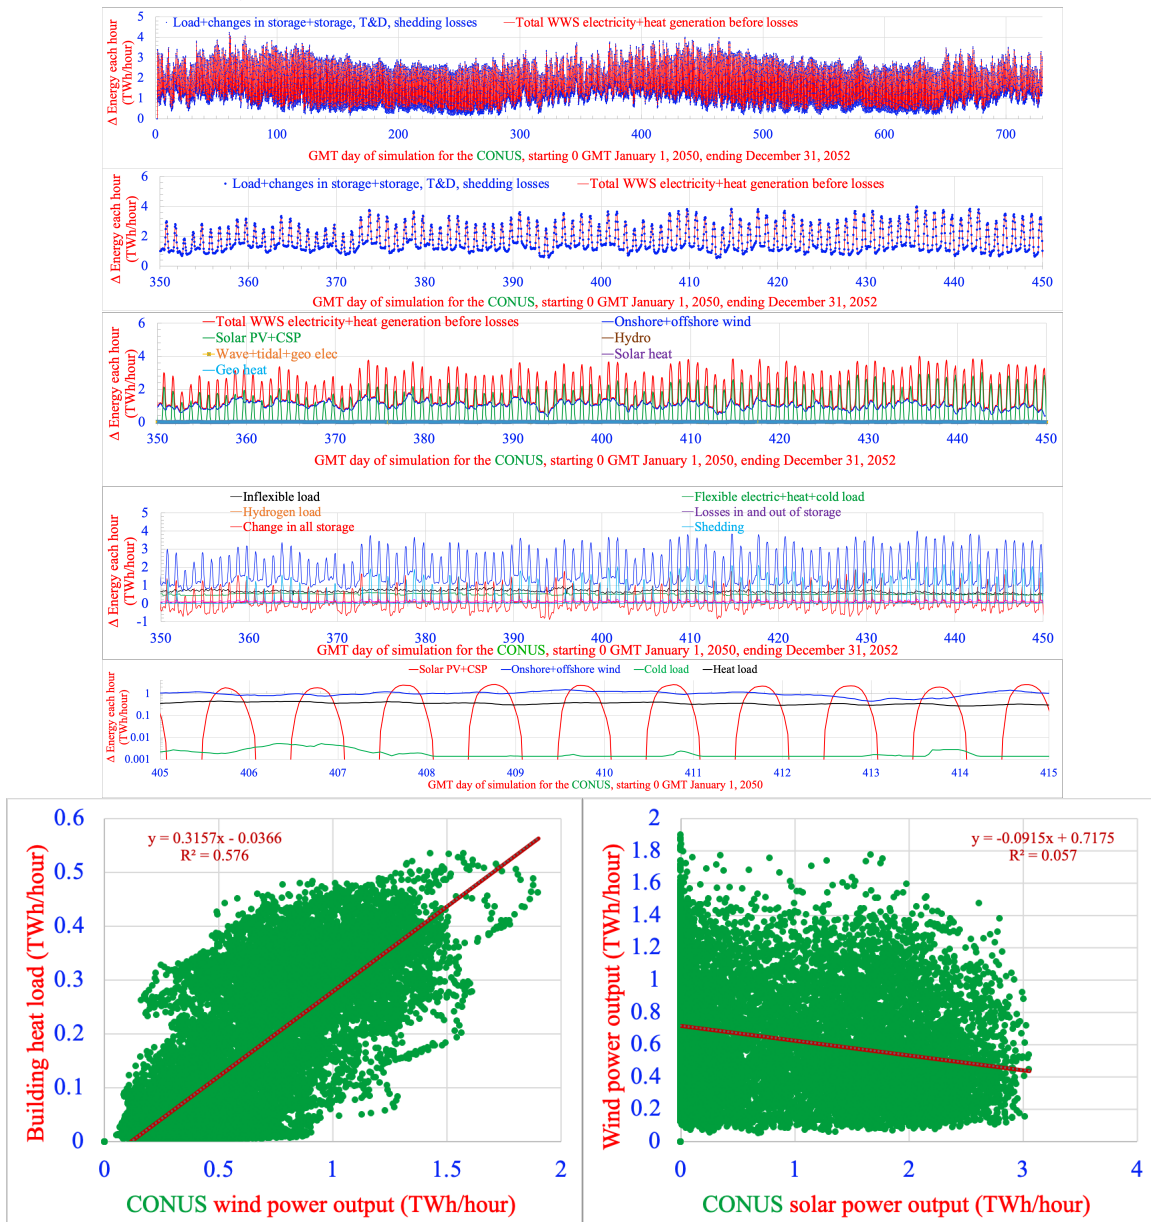 5
4
3
2
1
0
Δ Energy each hour
(TWh/hour)
· Load+changes in storage+storage, T&D, shedding losses —Total WWS electricity+heat generation before losses
0 100 200 300 400 500 600 700
GMT day of simulation for the CONUS, starting 0 GMT January 1, 2050, ending December 31, 2052
6
4
2
0
Δ Energy each hour
(TWh/hour)
· Load+changes in storage+storage, T&D, shedding losses —Total WWS electricity+heat generation before losses
350 360 370 380 390 400 410 420 430 440 450
GMT day of simulation for the CONUS, starting 0 GMT January 1, 2050, ending December 31, 2052
6
4
2
0
Δ Energy each hour
(TWh/hour)
—Total WWS electricity+heat generation before losses —Onshore+offshore wind
—Solar PV+CSP —Hydro
Wave+tidal+geo elec —Solar heat
—Geo heat
350 360 370 380 390 400 410 420 430 440 450
GMT day of simulation for the CONUS, starting 0 GMT January 1, 2050, ending December 31, 2052
5
4
3
2
1
0
-1
Δ Energy each hour
(TWh/hour)
—Inflexible load —Flexible electric+heat+cold load
—Hydrogen load —Losses in and out of storage
—Change in all storage —Shedding
350 360 370 380 390 400 410 420 430 440 450
GMT day of simulation for the CONUS, starting 0 GMT January 1, 2050, ending December 31, 2052
—Solar PV+CSP —Onshore+offshore wind —Cold load —Heat load
1
0.1
0.01
0.001
Δ Energy each hour
(TWh/hour)
405 406 407 408 409 410 411 412 413 414 415
GMT day of simulation for the CONUS, starting 0 GMT January 1, 2050
0.6
0.5
0.4
0.3
0.2
0.1
0
Building heat load (TWh/hour)
y = 0.3157x - 0.0366
R² = 0.576
0 0.5 1 1.5 2
CONUS wind power output (TWh/hour)
2
1.8
1.6
1.4
1.2
1
0.8
0.6
0.4
0.2
0
Wind power output (TWh/hour)
y = -0.0915x + 0.7175
R² = 0.057
0 1 2 3 4
CONUS solar power output (TWh/hour)